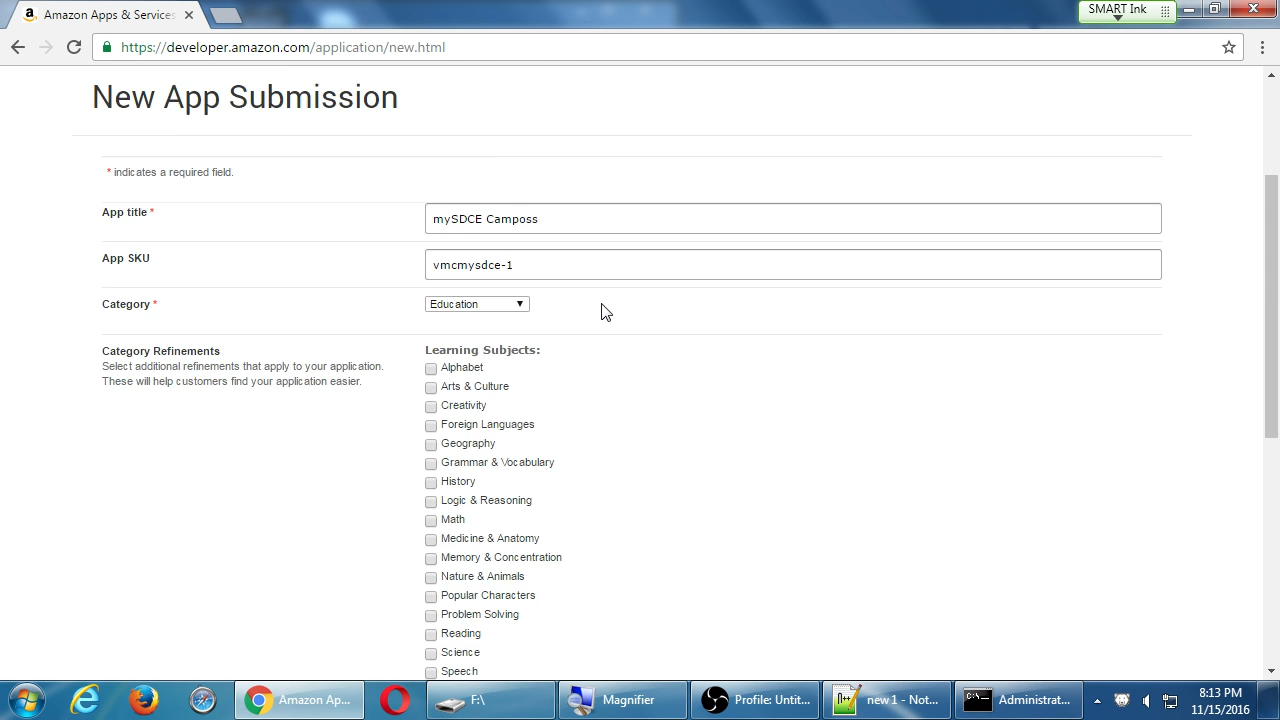 Amazon Apps & Services
SMART Ink
https://developer.amazon.com/application/new.html
New App Submission
* indicates a required field.
App title *
mySDCE Camposs
App SKU
vmcmysdce-1
Category *
Education
Category Refinements
Select additional refinements that apply to your application.
These will help customers find your application easier.
Learning Subjects:
Alphabet
Arts & Culture
Creativity
Foreign Languages
Geography
Grammar & Vocabulary
History
Logic & Reasoning
Math
Medicine & Anatomy
Memory & Concentration
Nature & Animals
Popular Characters
Problem Solving
Reading
Science
Speech
Amazon Ap...
F:\
Magnifier
Profile: Untit...
new 1 - Not...
Administrat...
8:13 PM
11/15/2016